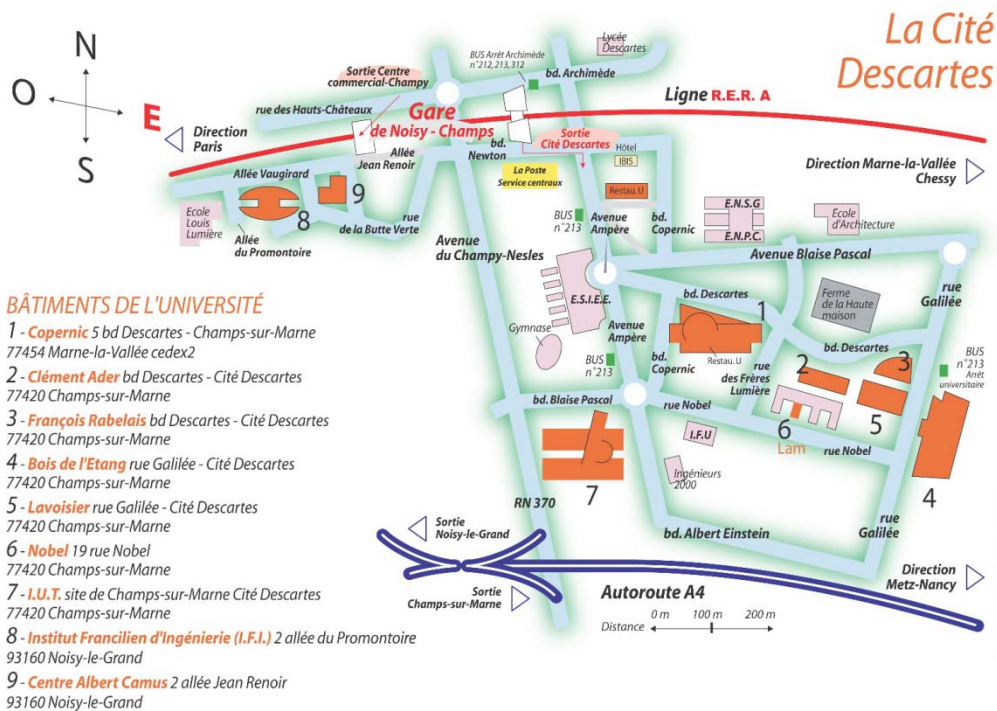 La Cité
Descartes
N
O
E
S
Lycée
Descartes
BUS Arrêt Archimède
n°212, 213, 312
bd. Archimède
Sortie Centre
commercial-Champy
rue des Hauts-Châteaux
Gare
de Noisy - Champs
Ligne R.E.R. A
Direction
Paris
Allée
Jean Renoir
bd.
Newton
Sortie
Cité Descartes
Hôtel
IBIS
La Poste
Service centraux
Restau. U
Direction Marne-la-Vallée
Chessy
Allée Vaugirard
9
8
Ecole
Louis
Lumière
Allée
du Promontoire
rue
de la Butte Verte
BUS
n°213
Avenue
Ampère
bd.
Copernic
E.N.S.G
E.N.P.C.
Ecole
d'Architecture
Avenue
du Champy-Nesles
Avenue Blaise Pascal
rue
Galilée
E.S.I.E.E.
bd. Descartes
1
Ferme
de la Haute
maison
Gymnase
Avenue
Ampère
BUS
n°213
bd.
Copernic
Restau. U
rue
des Frères
Lumière
bd. Descartes
2
3
BUS
n°213
Arrêt
universitaire
bd. Blaise Pascal
rue Nobel
6
Lam
5
rue Nobel
I.F.U
Ingénieurs
2000
7
4
RN 370
rue
Galilée
bd. Albert Einstein
Sortie
Noisy-le-Grand
Sortie
Champs-sur-Marne
Autoroute A4
Direction
Metz-Nancy
0 m 100 m 200 m
Distance
BÂTIMENTS DE L'UNIVERSITÉ
1 - Copernic 5 bd Descartes - Champs-sur-Marne
77454 Marne-la-Vallée cedex2
2 - Clément Ader bd Descartes - Cité Descartes
77420 Champs-sur-Marne
3 - François Rabelais bd Descartes - Cité Descartes
77420 Champs-sur-Marne
4 - Bois de l'Etang rue Galilée - Cité Descartes
77420 Champs-sur-Marne
5 - Lavoisier rue Galilée - Cité Descartes
77420 Champs-sur-Marne
6 - Nobel 19 rue Nobel
77420 Champs-sur-Marne
7 - I.U.T. site de Champs-sur-Marne Cité Descartes
77420 Champs-sur-Marne
8 - Institut Francilien d'Ingénierie (I.F.I.) 2 allée du Promontoire
93160 Noisy-le-Grand
9 - Centre Albert Camus 2 allée Jean Renoir
93160 Noisy-le-Grand